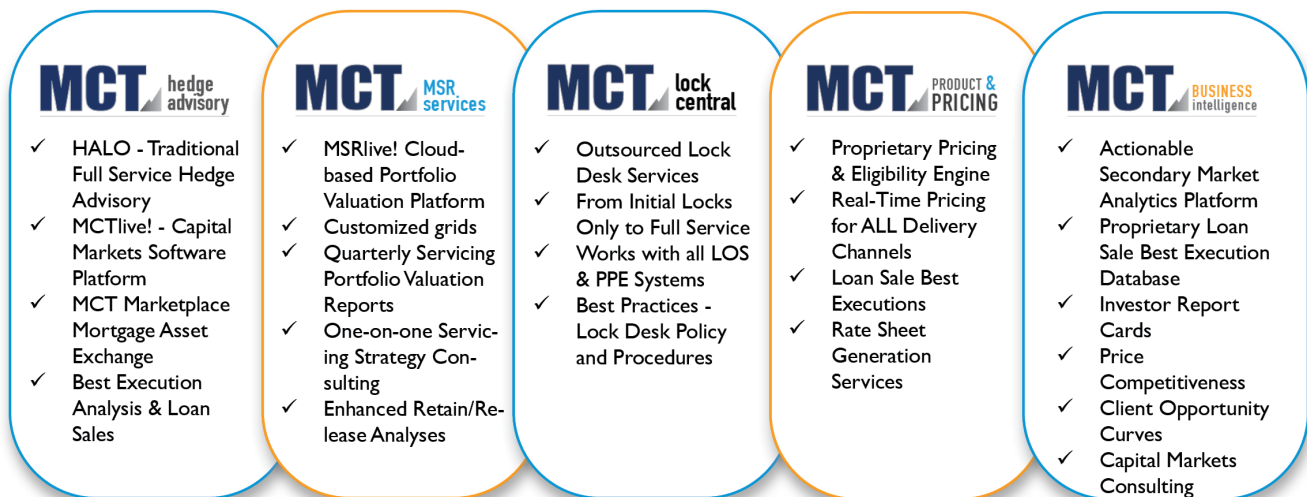 MCT hedge
advisory
✓ HALO - Traditional
Full Service Hedge
Advisory
✓ MCTlive! - Capital
Markets Software
Platform
✓ MCT Marketplace
Mortgage Asset
Exchange
✓ Best Execution
Analysis & Loan
Sales
MCT MSR
services
✓ MSRlive! Cloud-
based Portfolio
Valuation Platform
✓ Customized grids
✓ Quarterly Servicing
Portfolio Valuation
Reports
✓ One-on-one Servic-
ing Strategy Con-
sulting
✓ Enhanced Retain/Re-
lease Analyses
MCT lock
central
✓ Outsourced Lock
Desk Services
✓ From Initial Locks
Only to Full Service
✓ Works with all LOS
& PPE Systems
✓ Best Practices -
Lock Desk Policy
and Procedures
MCT PRODUCT &
PRICING
✓ Proprietary Pricing
& Eligibility Engine
✓ Real-Time Pricing
for ALL Delivery
Channels
✓ Loan Sale Best
Executions
✓ Rate Sheet
Generation
Services
MCT BUSINESS
intelligence
✓ Actionable
Secondary Market
Analytics Platform
✓ Proprietary Loan
Sale Best Execution
Database
✓ Investor Report
Cards
✓ Price
Competitiveness
✓ Client Opportunity
Curves
✓ Capital Markets
Consulting